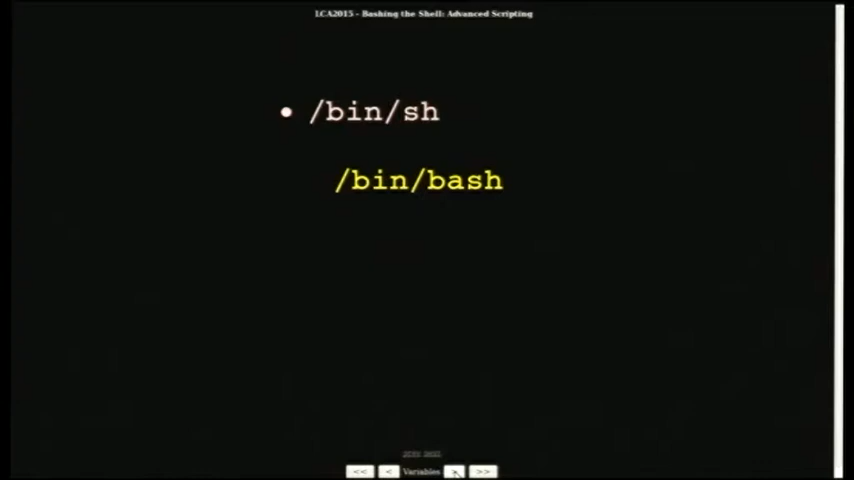 LCA2015 - Bashing the Shell: Advanced Scripting
• /bin/sh
/bin/bash
<< < Variables > >>